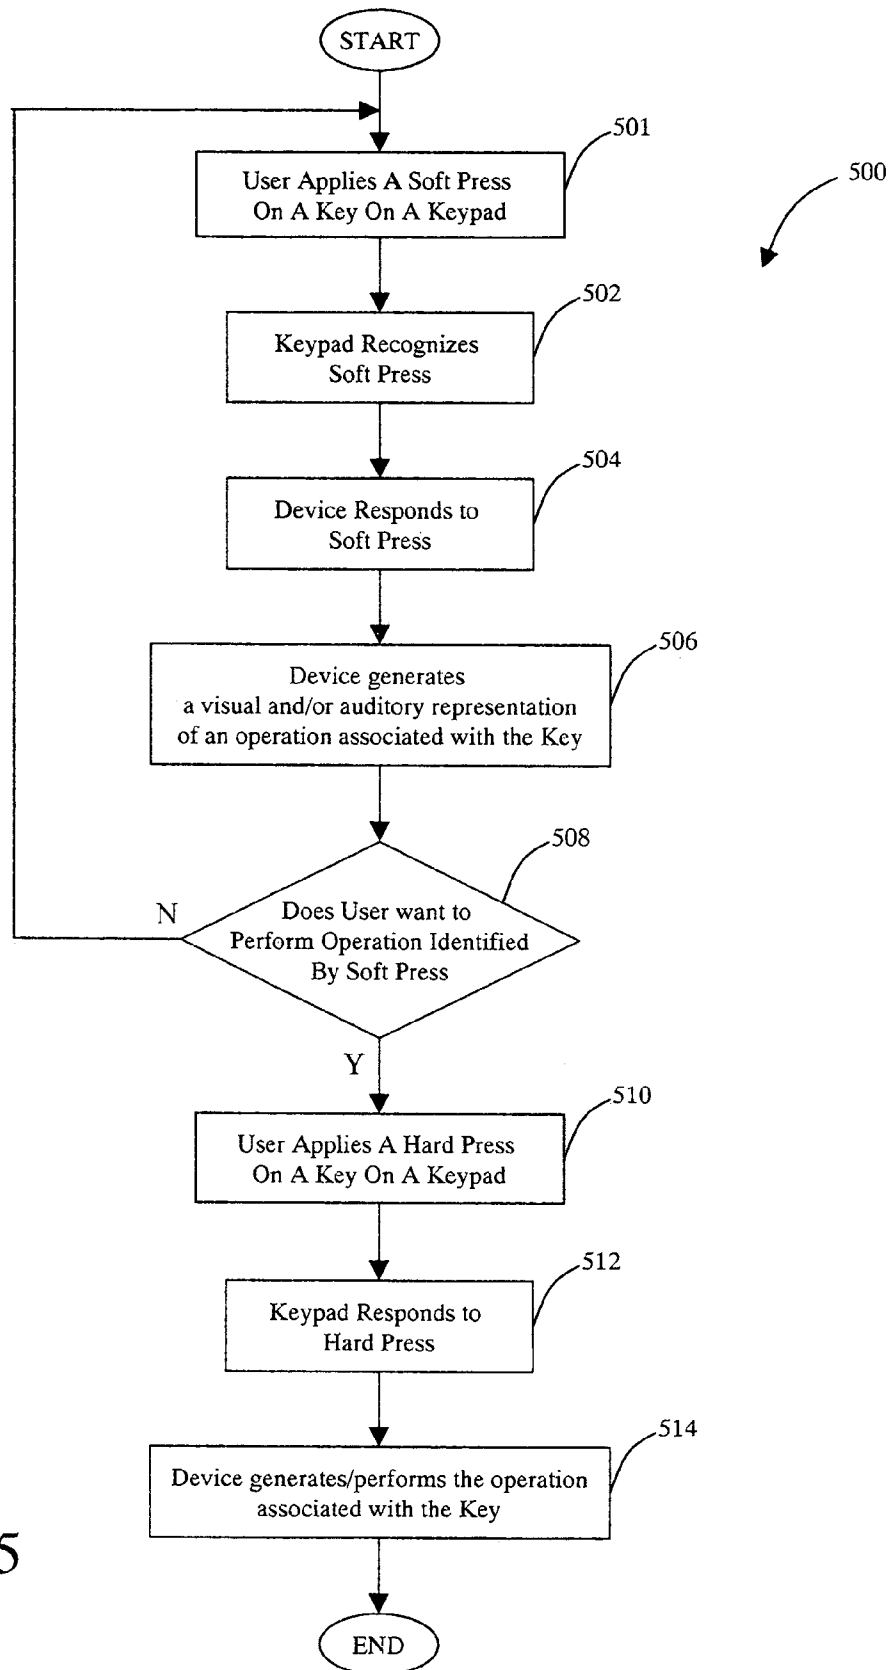 START
501
User Applies A Soft Press
On A Key On A Keypad
500
502
Keypad Recognizes
Soft Press
504
Device Responds to
Soft Press
506
Device generates
a visual and/or auditory representation
of an operation associated with the Key
508
N
Does User want to
Perform Operation Identified
By Soft Press
Y
510
User Applies A Hard Press
On A Key On A Keypad
512
Keypad Responds to
Hard Press
514
Device generates/performs the operation
associated with the Key
5
END